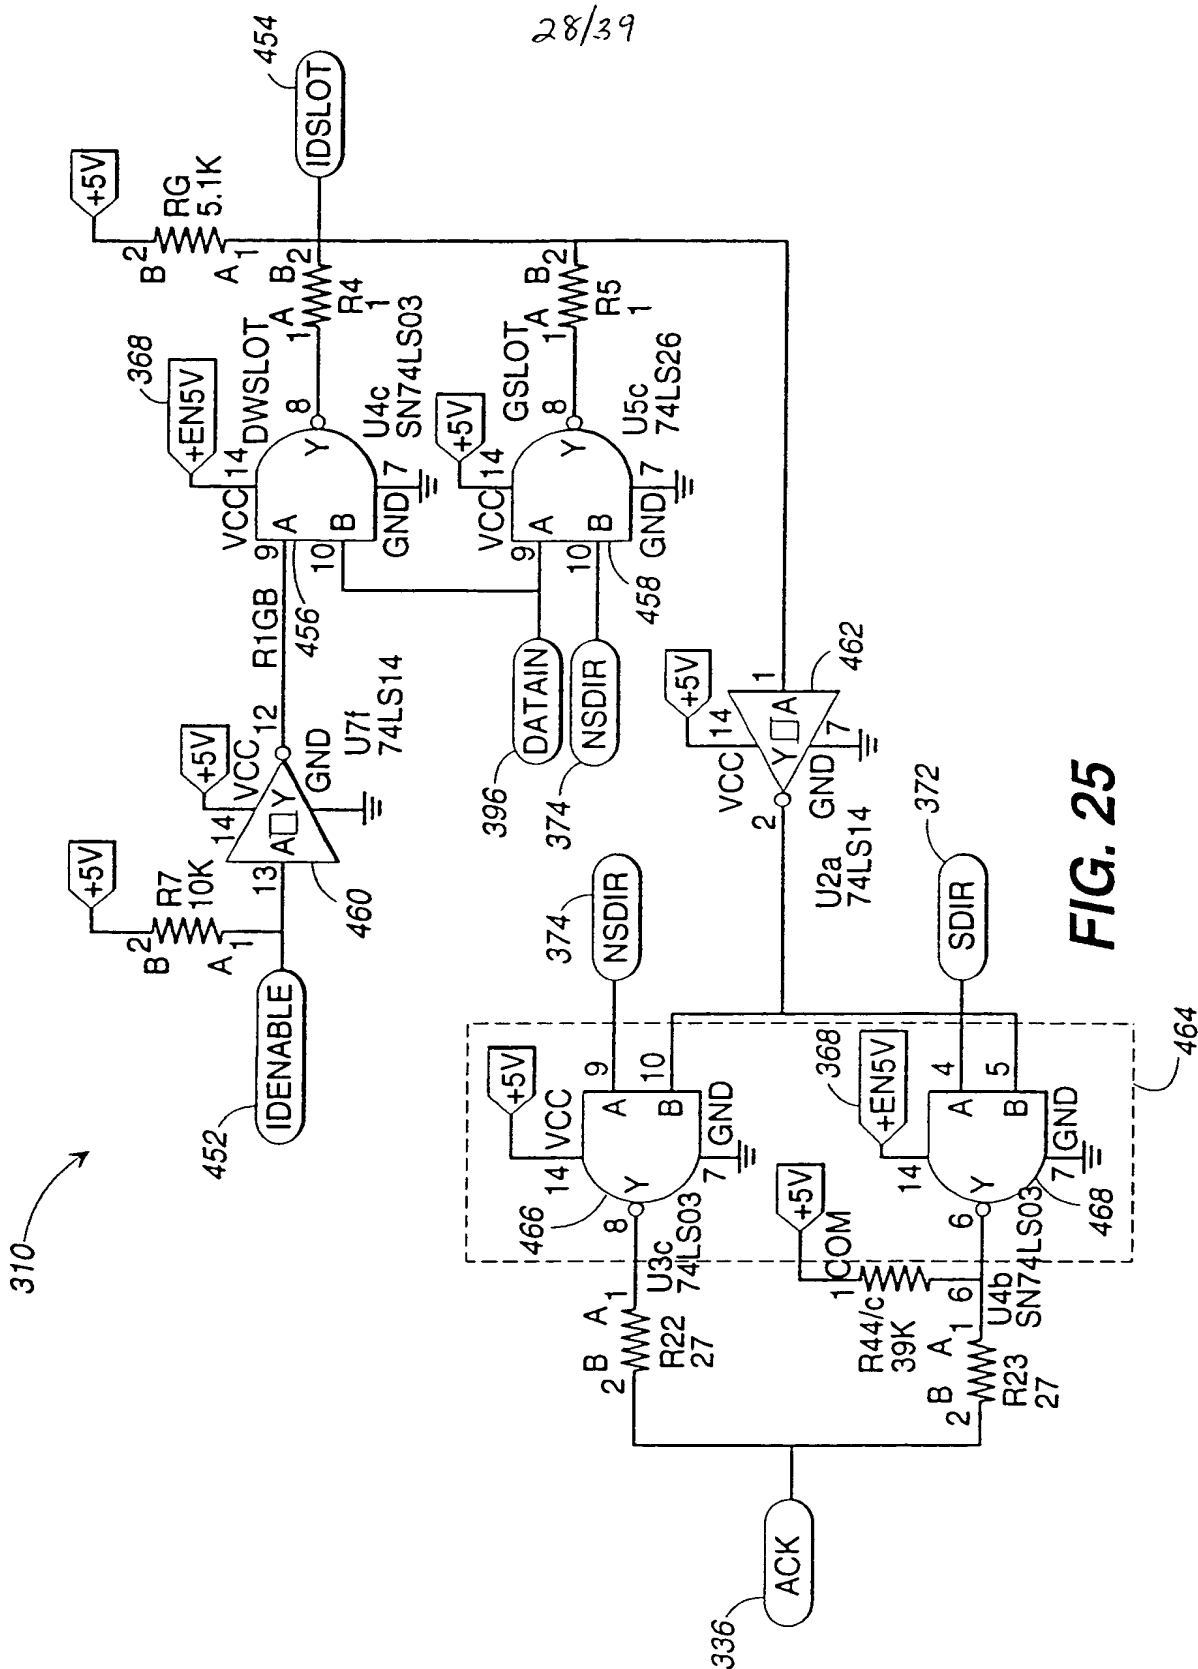 28/39
310
452
IDENABLE
+5V
B 2
R7
10K
A 1
13
A Y
460
14
VCC
+5V
12
GND
U7f
74LS14
R1GB
9
10
456
VCC
14
+EN5V
368
A
B
Y
GND
7
8
DWSLOT
U4c
SN74LS03
1 A
B 2
R4
1
+5V
B 2
RG
5.1K
A 1
IDSLOT
454
396
DATAIN
374
NSDIR
9
10
458
VCC
14
+5V
A
B
Y
GND
7
8
GSLOT
U5c
74LS26
1 A
B 2
R5
1
336
ACK
2 B
A 1
R22
27
8
U3c
74LS03
466
14
VCC
+5V
Y
A
B
7
GND
9
10
NSDIR
374
2 B
A 1
R23
27
6
U4b
SN74LS03
R44/c
39K
1
COM
+5V
6
468
14
+EN5V
368
Y
A
B
7
GND
4
5
SDIR
372
464
2
VCC
14
+5V
Y A
1
GND
7
U2a
74LS14
462
FIG. 25